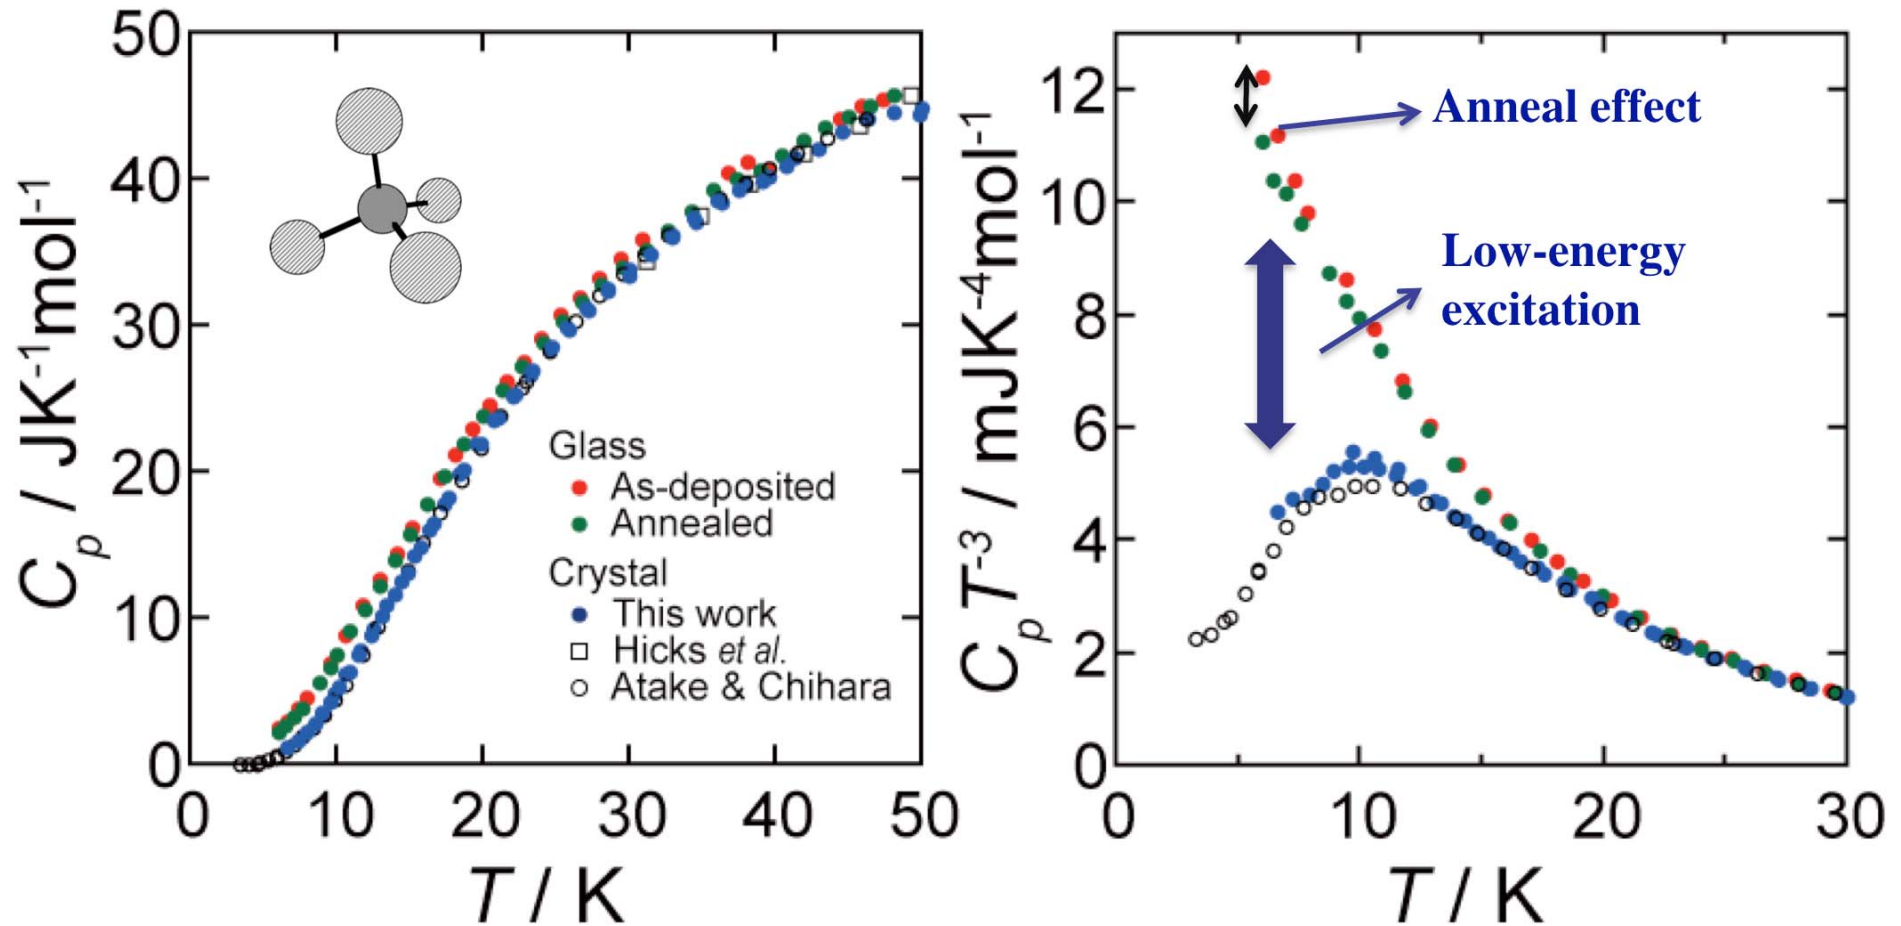 50
40
30
20
10
0
0 10 20 30 40 50
C_p / JK^-1mol^-1
T / K
Glass
As-deposited
Annealed
Crystal
This work
Hicks et al.
Atake & Chihara
12
10
8
6
4
2
0
0 10 20 30
C_pT^-3 / mJK^-4mol^-1
T / K
Anneal effect
Low-energy
excitation